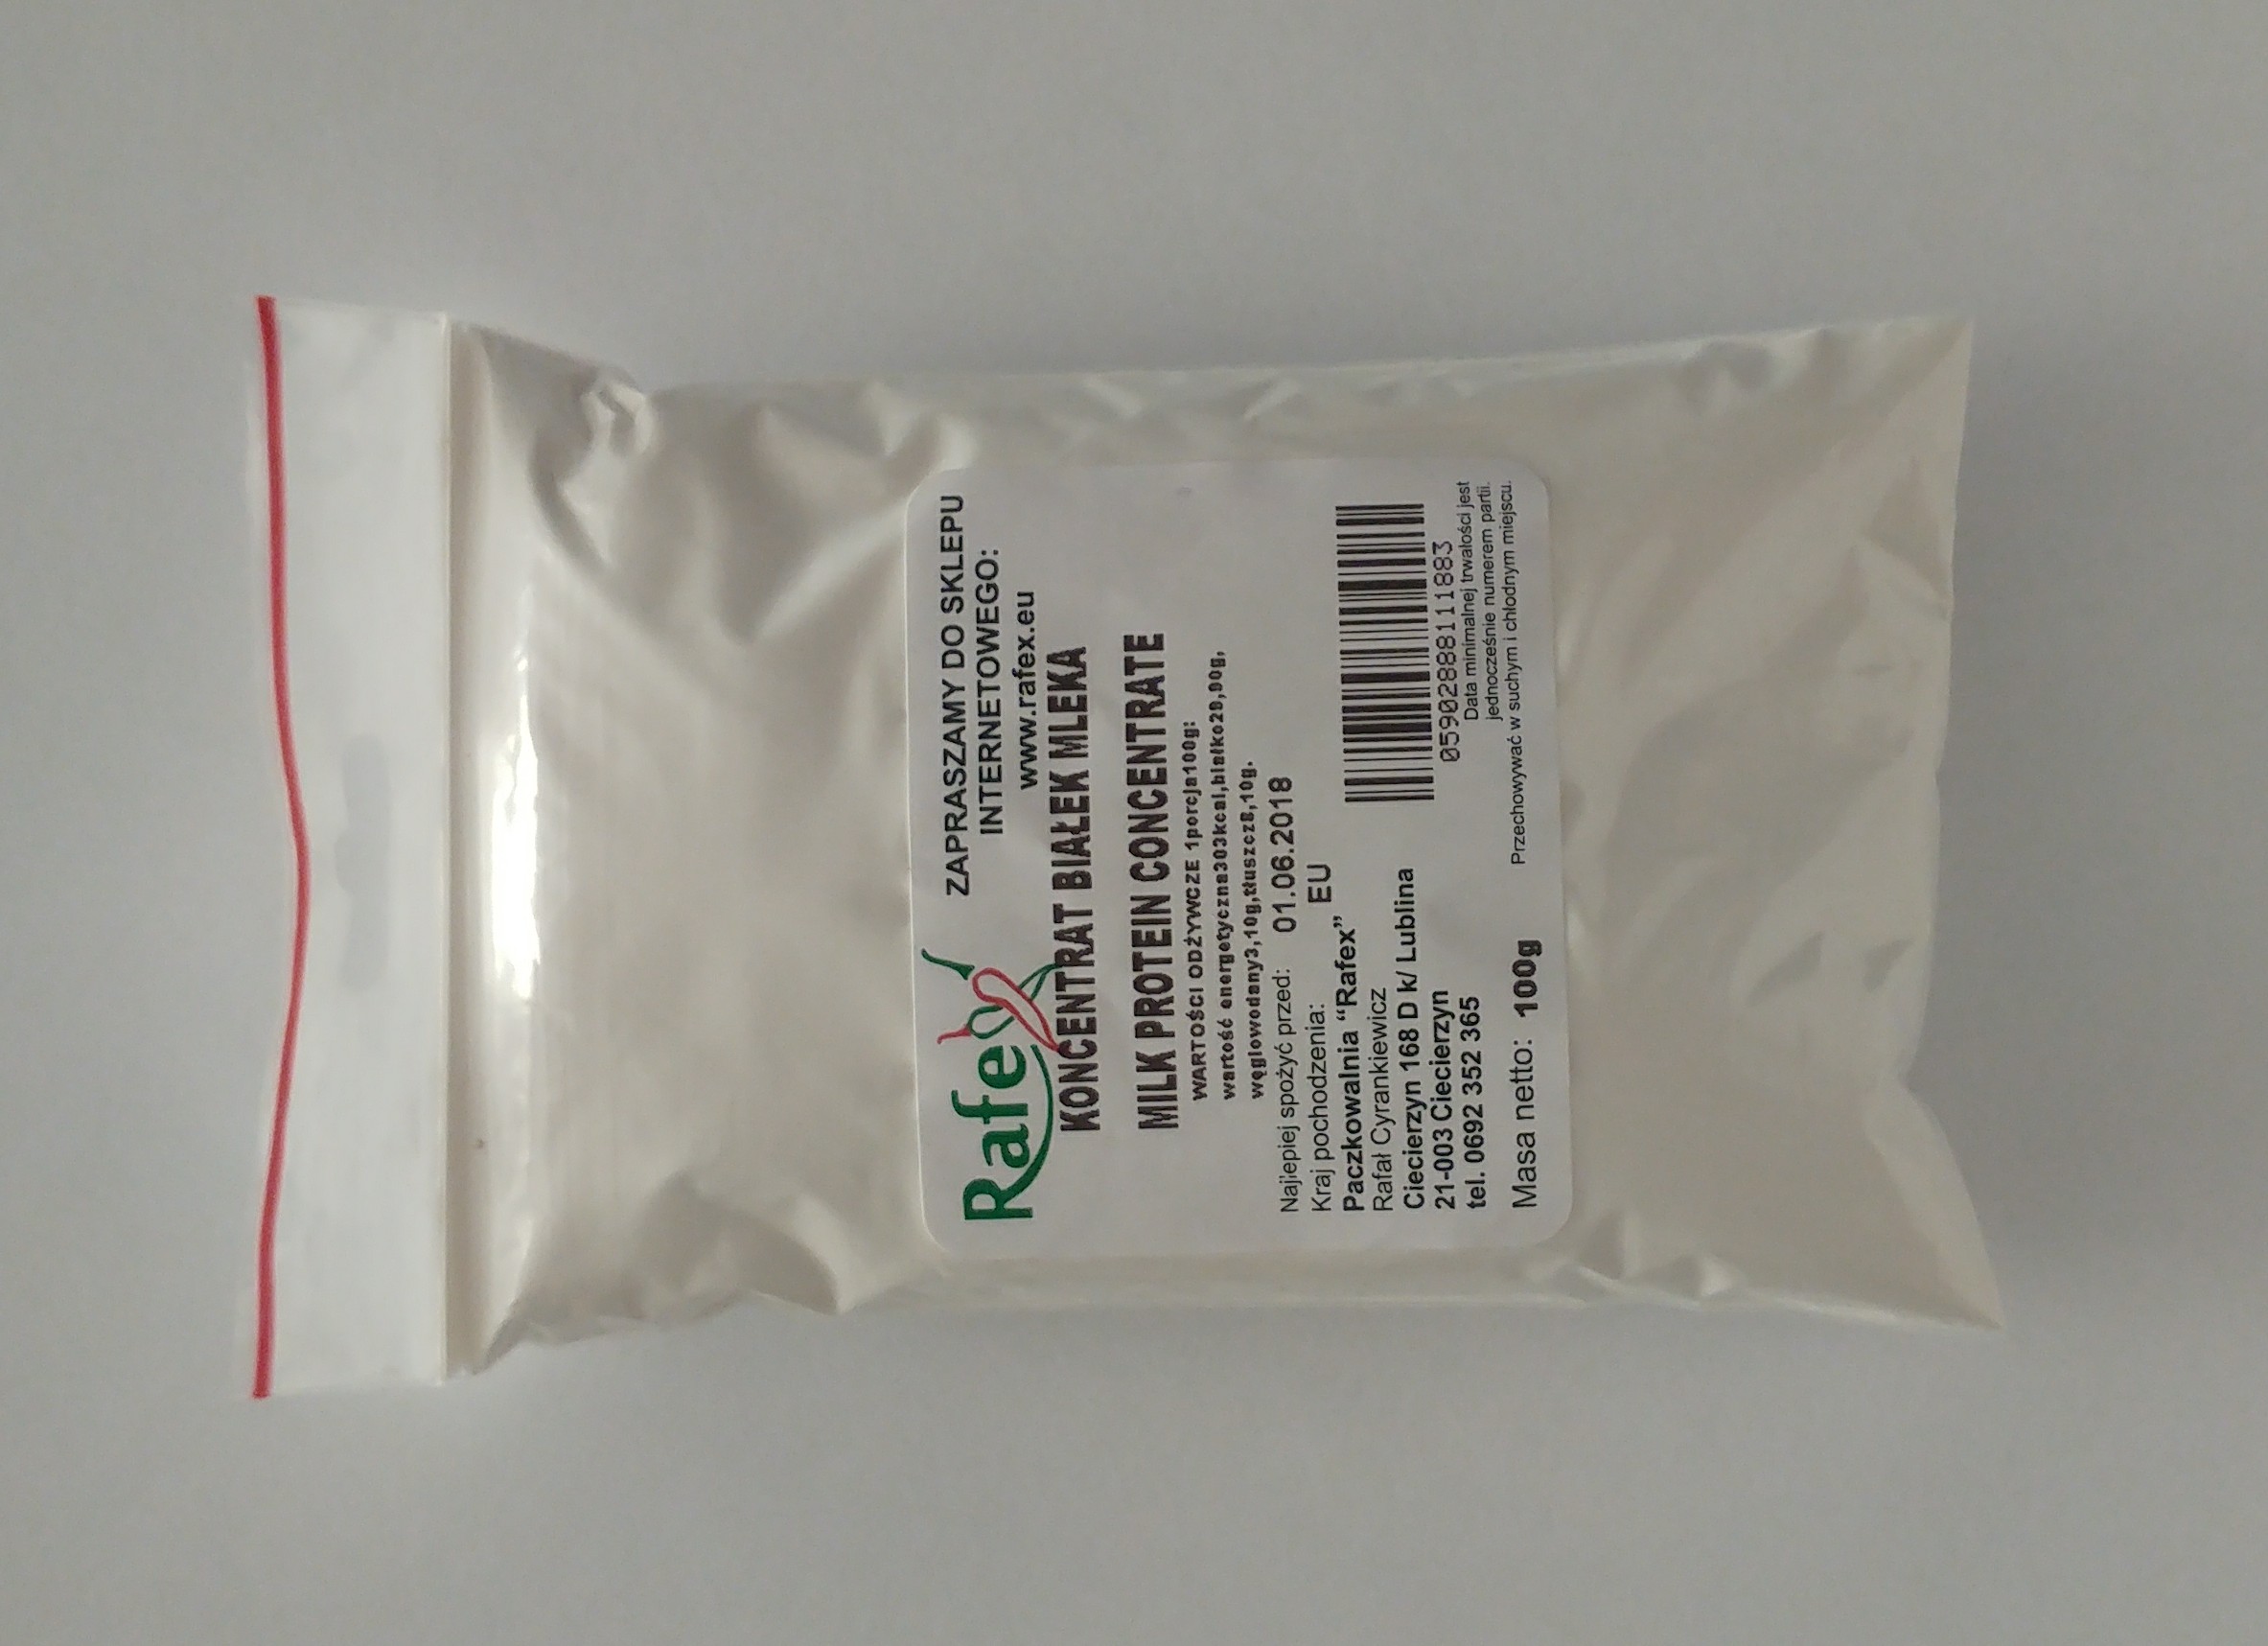 Rafex
ZAPRASZAMY DO SKLEPU
INTERNETOWEGO:
www.rafex.eu
KONCENTRAT BIAŁEK MLEKA
MILK PROTEIN CONCENTRATE
WARTOŚCI ODŻYWCZE 1porcja100g:
wartość energetyczna303kcal,białko20,00g,
węglowodany3,10g,tłuszcz8,10g.
Najlepiej spożyć przed: 01.06.2018
Kraj pochodzenia: EU
Paczkowalnia “Rafex”
Rafał Cyrankiewicz
Ciecierzyn 168 D k/ Lublina
21-003 Ciecierzyn
tel. 0692 352 365
Masa netto: 100g
05902888111883
Data minimalnej trwałości jest
jednocześnie numerem partii.
Przechowywać w suchym i chłodnym miejscu.